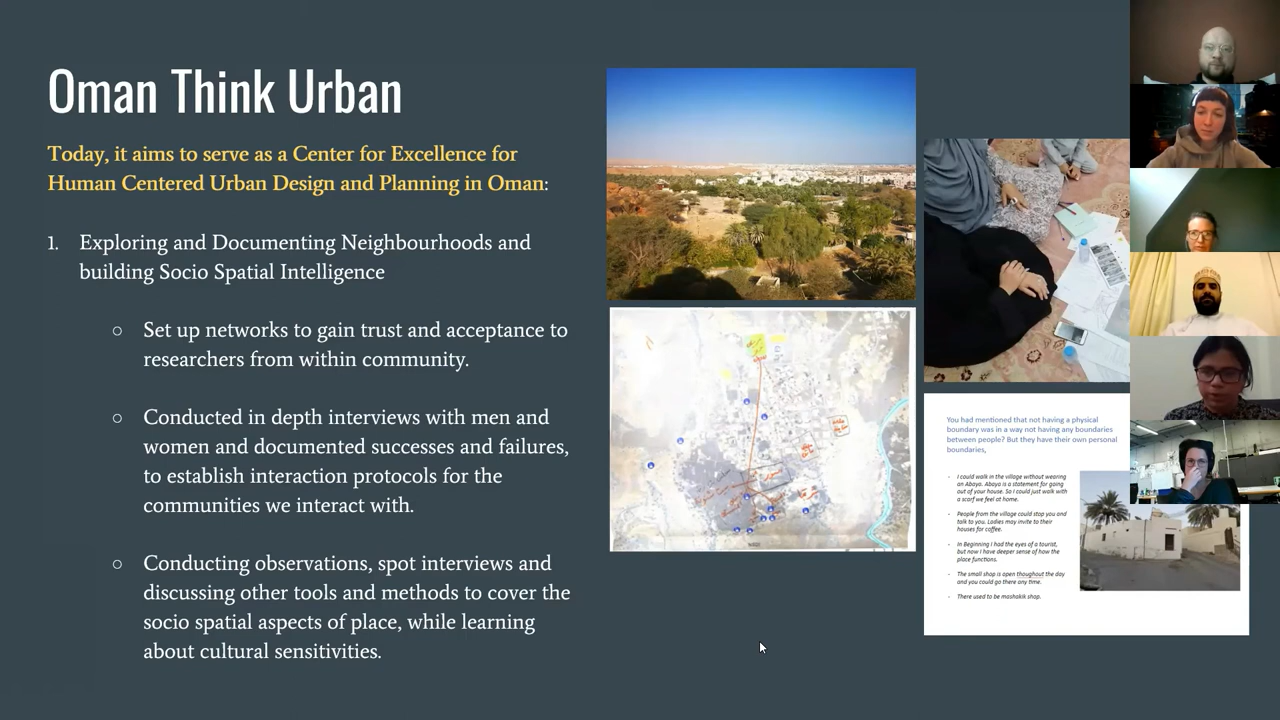 Oman Think Urban
Today, it aims to serve as a Center for Excellence for
Human Centered Urban Design and Planning in Oman:
1. Exploring and Documenting Neighbourhoods and
building Socio Spatial Intelligence
○ Set up networks to gain trust and acceptance to
researchers from within community.
○ Conducted in depth interviews with men and
women and documented successes and failures,
to establish interaction protocols for the
communities we interact with.
○ Conducting observations, spot interviews and
discussing other tools and methods to cover the
socio spatial aspects of place, while learning
about cultural sensitivities.
You had mentioned that not having a physical
boundary was in a way not having any boundaries
between people? But they have their own personal
boundaries,
- I could walk in the village without wearing
an Abaya. Abaya is a statement for going
out of your house. So I could just walk with
a scarf we feel at home.
- People from the village could stop you and
talk to you. Ladies may invite to their
houses for coffee.
- In Beginning I had the eyes of a tourist,
but now I have deeper sense of how the
place functions.
- The small shop is open thoughout the day
and you could go there any time.
- There used to be mashakik shop.